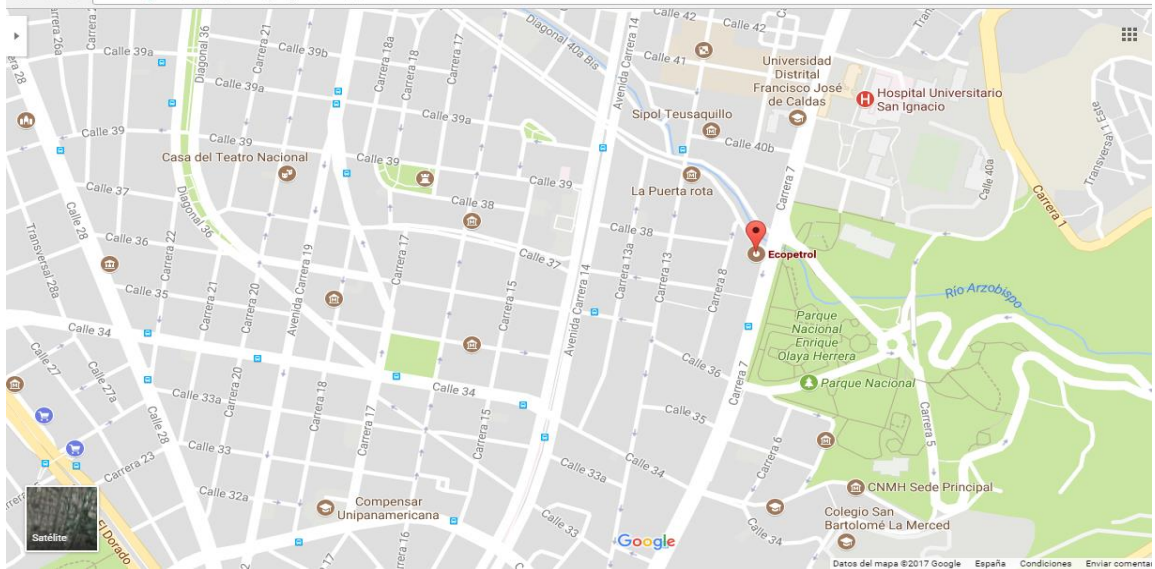 Calle 42
Calle 42
Calle 41
Diagonal 40a Bis
Avenida Carrera 14
Diagonal 36
Carrera 26a
Carrera 28
Calle 39a
Carrera 21
Calle 39b
Carrera 18a
Carrera 18
Carrera 17
Universidad
Distrital
Francisco José
de Caldas
Hospital Universitario
San Ignacio
Transversal 1 Este
Calle 39a
Calle 39a
Sipol Teusaquillo
Calle 40b
Calle 40a
Carrera 1
Calle 39
Calle 39
Casa del Teatro Nacional
Calle 39
Calle 39
La Puerta rota
Carrera 7
Calle 37
Diagonal 36
Calle 38
Calle 38
Ecopetrol
Transversal 28a
Carrera 28
Calle 36
Carrera 22
Avenida Carrera 19
Carrera 17
Calle 37
Carrera 13a
Carrera 13
Carrera 8
Río Arzobispo
Calle 35
Carrera 21
Carrera 20
Carrera 15
Avenida Carrera 14
Parque
Nacional
Enrique
Olaya Herrera
Calle 34
Calle 27
Calle 27a
Calle 36
Carrera 7
Parque Nacional
Calle 33a
Carrera 20
Carrera 18
Calle 34
Calle 35
Carrera 5
Calle 28
Calle 33
Carrera 17
Carrera 15
Carrera 6
Carrera 23
Calle 33a
Calle 34
CNMH Sede Principal
Calle 32a
Compensar
Unipanamericana
Colegio San
Bartolomé La Merced
Satélite
El Dorado
Carrera 16
Calle 33
Google
Calle 34
Datos del mapa ©2017 Google España Condiciones Enviar comentar